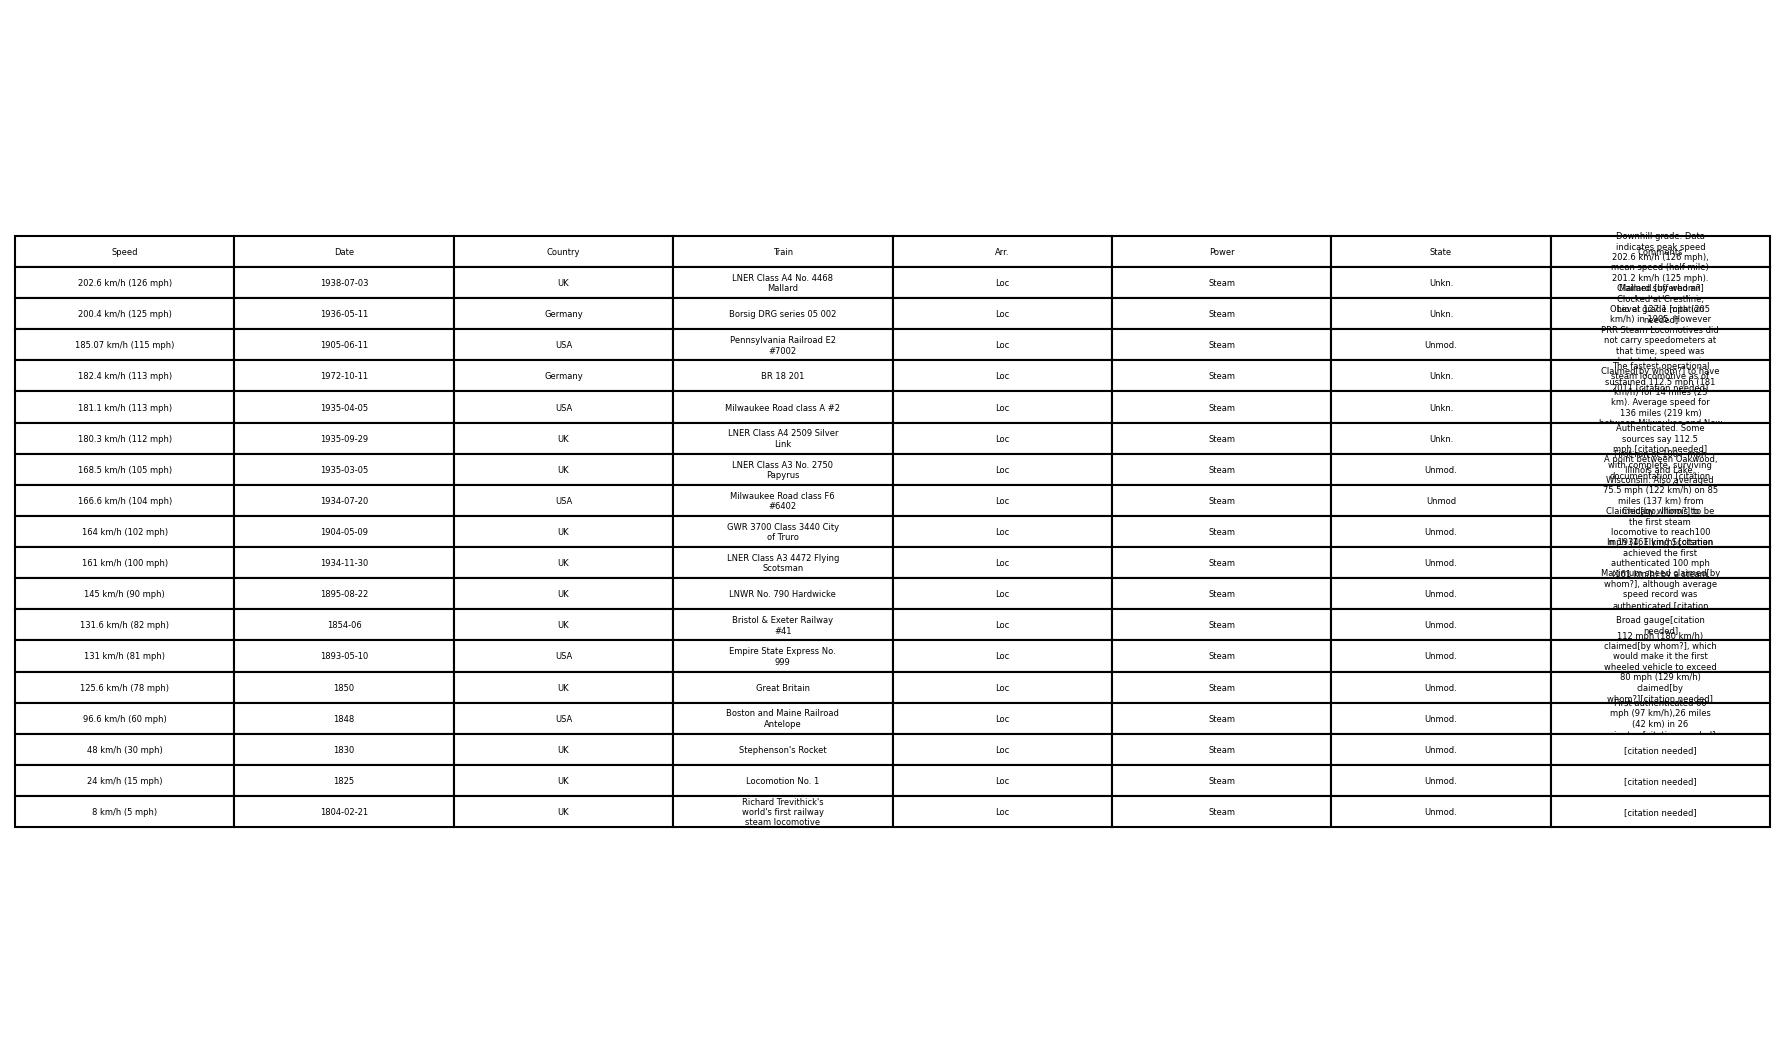 Speed Date Country Train Arr. Power State Comments
202.6 km/h (126 mph) 1938-07-03 UK LNER Class A4 No. 4468 Mallard Loc Steam Unkn.
Downhill grade. Data
indicates peak speed
202.6 km/h (126 mph),
mean speed (half mile)
201.2 km/h (125 mph).
Mallard suffered an
200.4 km/h (125 mph) 1936-05-11 Germany Borsig DRG series 05 002 Loc Steam Unkn.
Claimed [by whom?]
Level grade [citation
needed]
185.07 km/h (115 mph) 1905-06-11 USA Pennsylvania Railroad E2 #7002 Loc Steam Unmod.
Clocked at Crestline,
Ohio at 127.1 mph (205
km/h) in 1905. However
PRR Steam Locomotives did
not carry speedometers at
that time, speed was
182.4 km/h (113 mph) 1972-10-11 Germany BR 18 201 Loc Steam Unkn.
The fastest operational
steam locomotive as of
2011.[citation needed]
181.1 km/h (113 mph) 1935-04-05 USA Milwaukee Road class A #2 Loc Steam Unkn.
Claimed[by whom?] to have
sustained 112.5 mph (181
km/h) for 14 miles (23
km). Average speed for
136 miles (219 km)
between Milwaukee and New
180.3 km/h (112 mph) 1935-09-29 UK LNER Class A4 2509 Silver Link Loc Steam Unkn.
Authenticated. Some
sources say 112.5
mph.[citation needed]
168.5 km/h (105 mph) 1935-03-05 UK LNER Class A3 No. 2750 Papyrus Loc Steam Unmod.
with complete, surviving
documentation.[citation
166.6 km/h (104 mph) 1934-07-20 USA Milwaukee Road class F6 #6402 Loc Steam Unmod
A point between Oakwood,
Illinois and Lake,
Wisconsin. Also averaged
75.5 mph (122 km/h) on 85
miles (137 km) from
Chicago, Illinois to
164 km/h (102 mph) 1904-05-09 UK GWR 3700 Class 3440 City of Truro Loc Steam Unmod.
Claimed[by whom?] to be
the first steam
locomotive to reach100
mph (161 km/h).[citation
161 km/h (100 mph) 1934-11-30 UK LNER Class A3 4472 Flying Scotsman Loc Steam Unmod.
In 1934, Flying Scotsman
achieved the first
authenticated 100 mph
(161 km/h) by a steam
145 km/h (90 mph) 1895-08-22 UK LNWR No. 790 Hardwicke Loc Steam Unmod.
Maximum speed claimed[by
whom?], although average
speed record was
authenticated.[citation
131.6 km/h (82 mph) 1854-06 UK Bristol & Exeter Railway #41 Loc Steam Unmod.
Broad gauge[citation
needed]
131 km/h (81 mph) 1893-05-10 USA Empire State Express No. 999 Loc Steam Unmod.
112 mph (180 km/h)
claimed[by whom?], which
would make it the first
wheeled vehicle to exceed
125.6 km/h (78 mph) 1850 UK Great Britain Loc Steam Unmod.
80 mph (129 km/h)
claimed[by
whom?][citation needed]
96.6 km/h (60 mph) 1848 USA Boston and Maine Railroad Antelope Loc Steam Unmod.
First authenticated 60
mph (97 km/h),26 miles
(42 km) in 26
48 km/h (30 mph) 1830 UK Stephenson's Rocket Loc Steam Unmod. [citation needed]
24 km/h (15 mph) 1825 UK Locomotion No. 1 Loc Steam Unmod. [citation needed]
8 km/h (5 mph) 1804-02-21 UK Richard Trevithick's world's first railway steam locomotive Loc Steam Unmod. [citation needed]